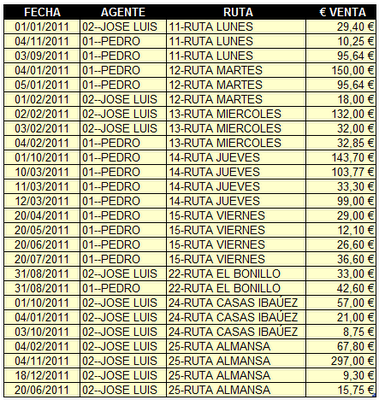 FECHA AGENTE RUTA € VENTA
01/01/2011 02--JOSE LUIS 11-RUTA LUNES 29,40 €
04/11/2011 01--PEDRO 11-RUTA LUNES 10,25 €
03/09/2011 01--PEDRO 11-RUTA LUNES 95,64 €
04/01/2011 01--PEDRO 12-RUTA MARTES 150,00 €
05/01/2011 01--PEDRO 12-RUTA MARTES 95,64 €
01/02/2011 02--JOSE LUIS 12-RUTA MARTES 18,00 €
02/02/2011 02--JOSE LUIS 13-RUTA MIERCOLES 132,00 €
03/02/2011 02--JOSE LUIS 13-RUTA MIERCOLES 32,00 €
04/02/2011 01--PEDRO 13-RUTA MIERCOLES 32,85 €
01/10/2011 01--PEDRO 14-RUTA JUEVES 143,70 €
10/03/2011 01--PEDRO 14-RUTA JUEVES 103,77 €
11/03/2011 01--PEDRO 14-RUTA JUEVES 33,30 €
12/03/2011 01--PEDRO 14-RUTA JUEVES 99,00 €
20/04/2011 01--PEDRO 15-RUTA VIERNES 29,00 €
20/05/2011 01--PEDRO 15-RUTA VIERNES 12,10 €
20/06/2011 01--PEDRO 15-RUTA VIERNES 26,60 €
20/07/2011 01--PEDRO 15-RUTA VIERNES 36,60 €
31/08/2011 02--JOSE LUIS 22-RUTA EL BONILLO 33,00 €
31/08/2011 01--PEDRO 22-RUTA EL BONILLO 42,60 €
01/10/2011 02--JOSE LUIS 24-RUTA CASAS IBAÚEZ 57,00 €
04/01/2011 02--JOSE LUIS 24-RUTA CASAS IBAÚEZ 21,00 €
03/10/2011 02--JOSE LUIS 24-RUTA CASAS IBAÚEZ 8,75 €
04/02/2011 02--JOSE LUIS 25-RUTA ALMANSA 67,80 €
04/11/2011 02--JOSE LUIS 25-RUTA ALMANSA 297,00 €
18/12/2011 02--JOSE LUIS 25-RUTA ALMANSA 9,30 €
20/06/2011 02--JOSE LUIS 25-RUTA ALMANSA 15,75 €